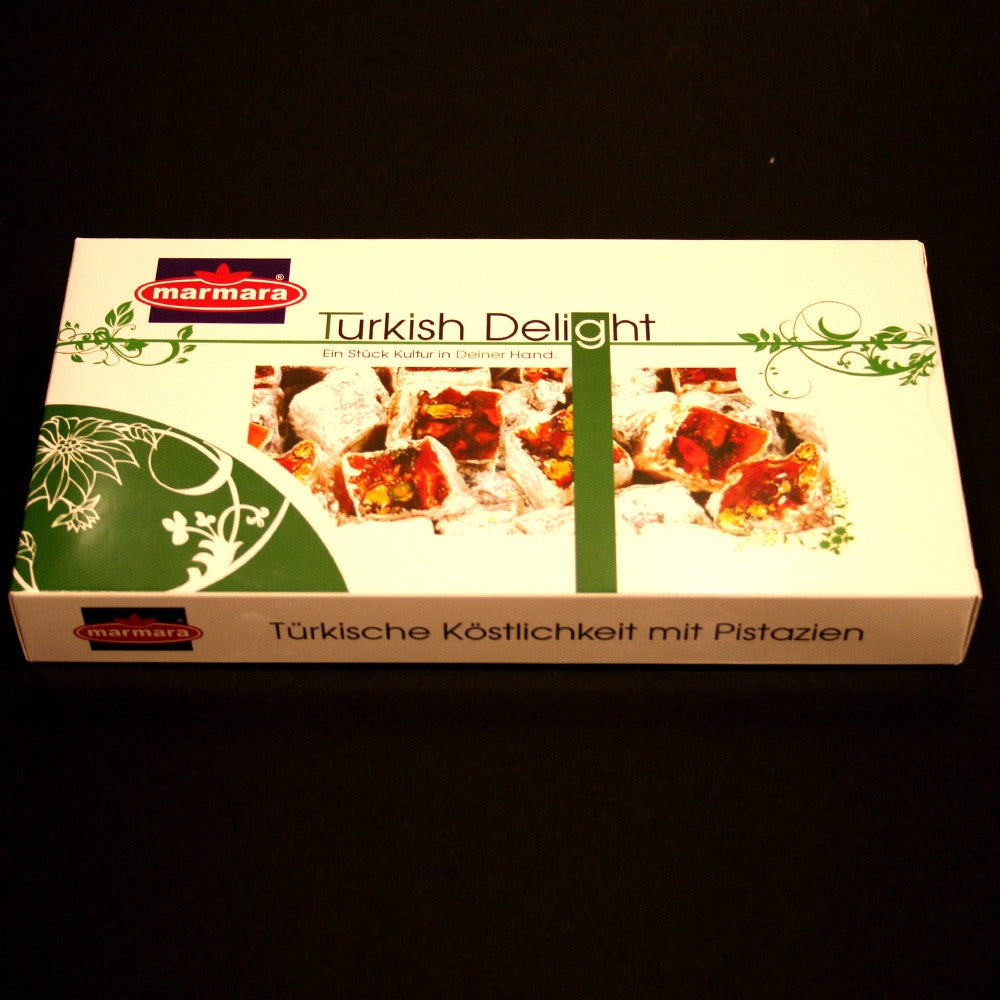 marmara®
Turkish Delight
Ein Stück Kultur in Deiner Hand.
marmara®
Türkische Köstlichkeit mit Pistazien